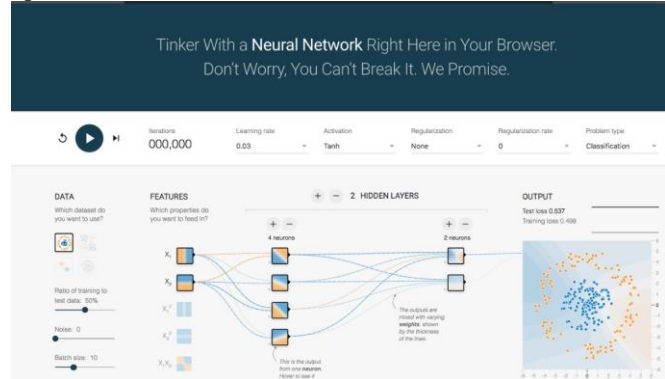 Tinker With a Neural Network Right Here in Your Browser.
Don't Worry, You Can't Break It. We Promise.
Iterations
000,000
Learning rate
0.03
Activation
Tanh
Regularization
None
Regularization rate
0
Problem type
Classification
DATA
Which dataset do
you want to use?
Ratio of training to
test data: 50%
Noise: 0
Batch size: 10
FEATURES
Which properties do
you want to feed in?
X₁
X₂
X₁²
X₂²
X₁X₂
+ − 2 HIDDEN LAYERS
+ −
4 neurons
+ −
2 neurons
This is the output
from one neuron.
Hover to see it
The outputs are
mixed with varying
weights, shown
by the thickness
of the lines.
OUTPUT
Test loss 0.537
Training loss 0.498